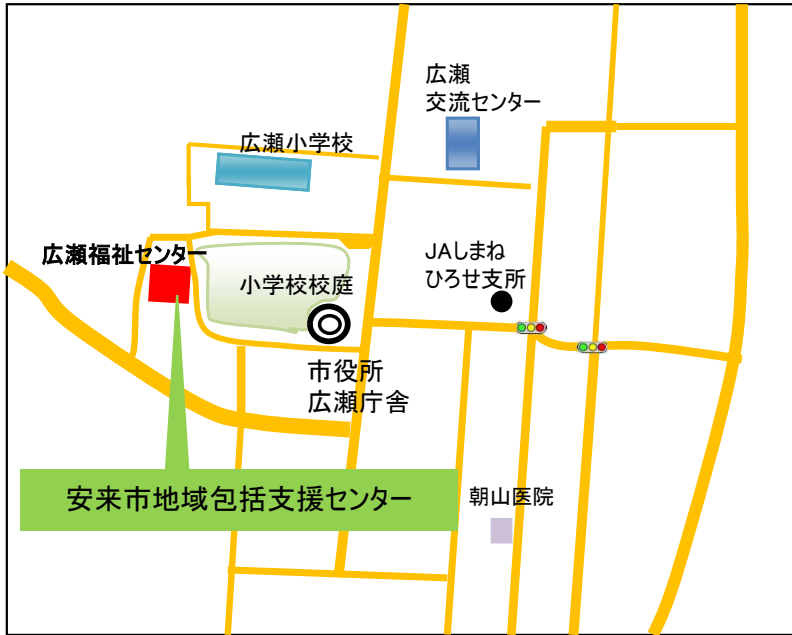 広瀬
交流センター
広瀬小学校
広瀬福祉センター
JAしまね
ひろせ支所
小学校校庭
市役所
広瀬庁舎
安来市地域包括支援センター
朝山医院